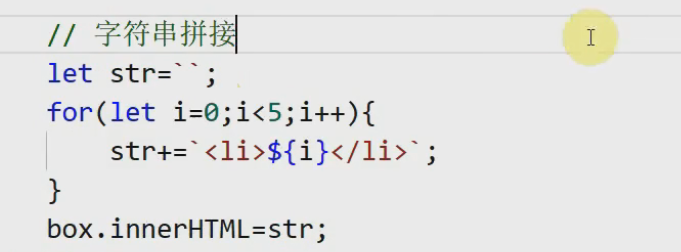 // 字符串拼接
let str=``;
for(let i=0;i<5;i++){
str+=`<li>${i}</li>`;
}
box.innerHTML=str;